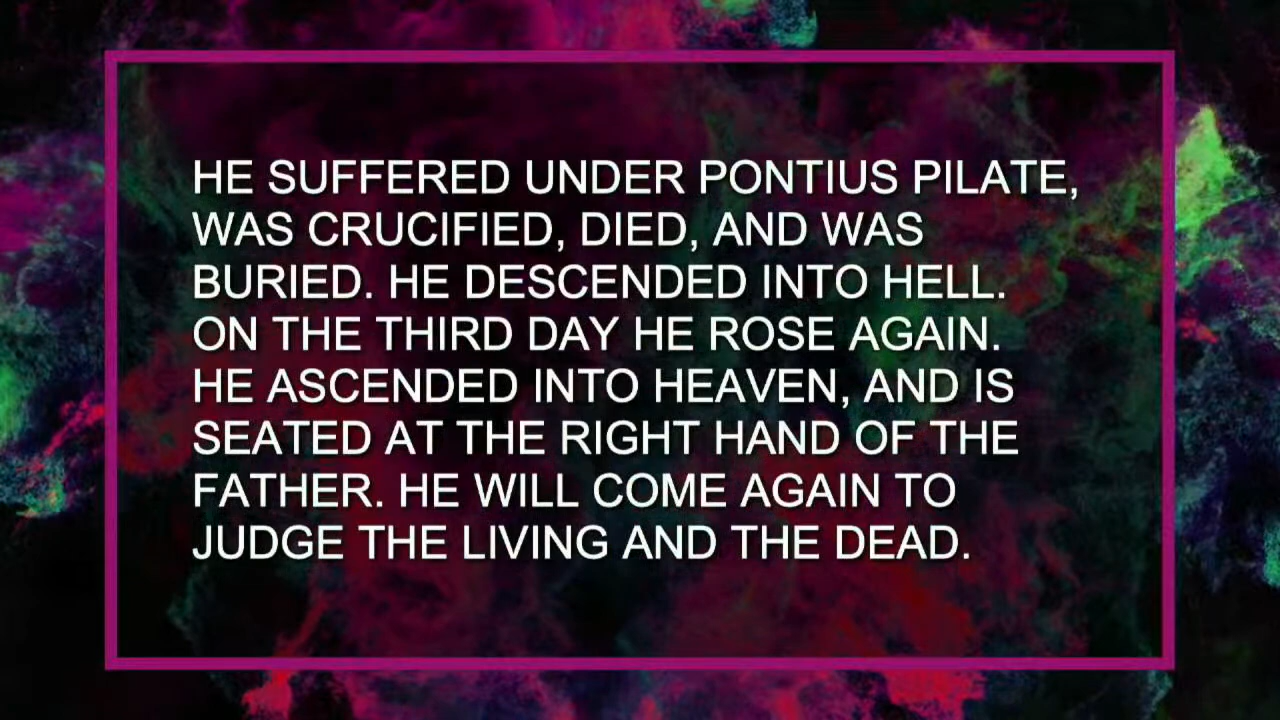 HE SUFFERED UNDER PONTIUS PILATE,
WAS CRUCIFIED, DIED, AND WAS
BURIED. HE DESCENDED INTO HELL.
ON THE THIRD DAY HE ROSE AGAIN.
HE ASCENDED INTO HEAVEN, AND IS
SEATED AT THE RIGHT HAND OF THE
FATHER. HE WILL COME AGAIN TO
JUDGE THE LIVING AND THE DEAD.